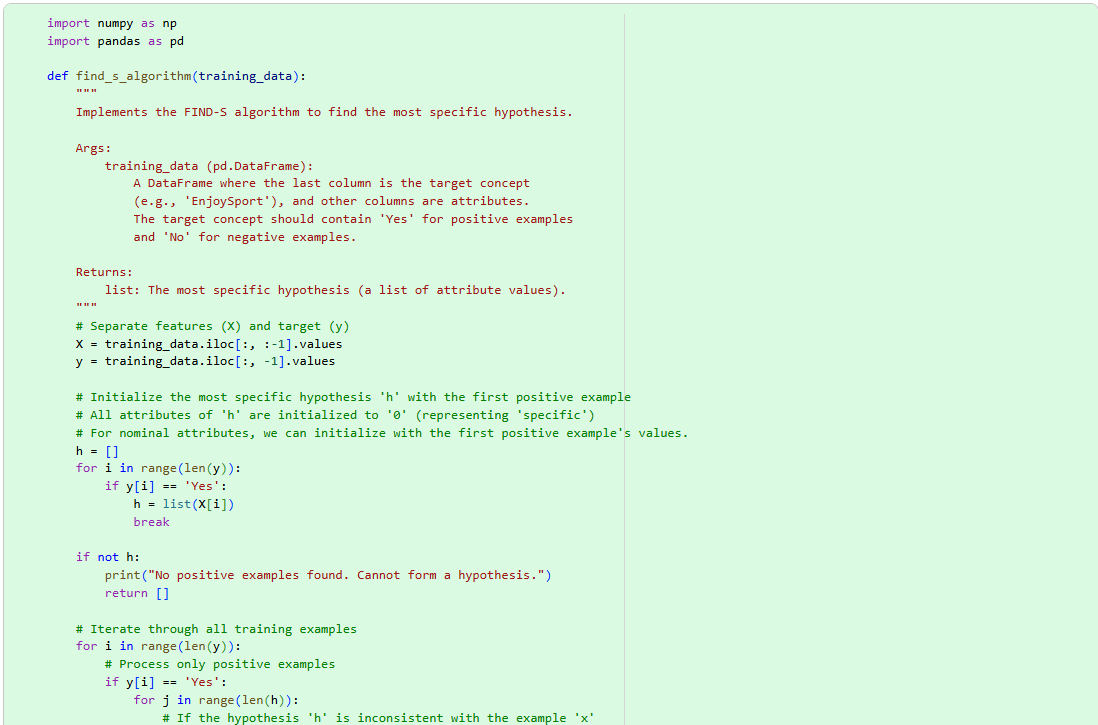 import numpy as np
import pandas as pd

def find_s_algorithm(training_data):
    """
    Implements the FIND-S algorithm to find the most specific hypothesis.

    Args:
        training_data (pd.DataFrame):
            A DataFrame where the last column is the target concept
            (e.g., 'EnjoySport'), and other columns are attributes.
            The target concept should contain 'Yes' for positive examples
            and 'No' for negative examples.

    Returns:
        list: The most specific hypothesis (a list of attribute values).
    """
    # Separate features (X) and target (y)
    X = training_data.iloc[:, :-1].values
    y = training_data.iloc[:, -1].values

    # Initialize the most specific hypothesis 'h' with the first positive example
    # All attributes of 'h' are initialized to '0' (representing 'specific')
    # For nominal attributes, we can initialize with the first positive example's values.
    h = []
    for i in range(len(y)):
        if y[i] == 'Yes':
            h = list(X[i])
            break

    if not h:
        print("No positive examples found. Cannot form a hypothesis.")
        return []

    # Iterate through all training examples
    for i in range(len(y)):
        # Process only positive examples
        if y[i] == 'Yes':
            for j in range(len(h)):
                # If the hypothesis 'h' is inconsistent with the example 'x'